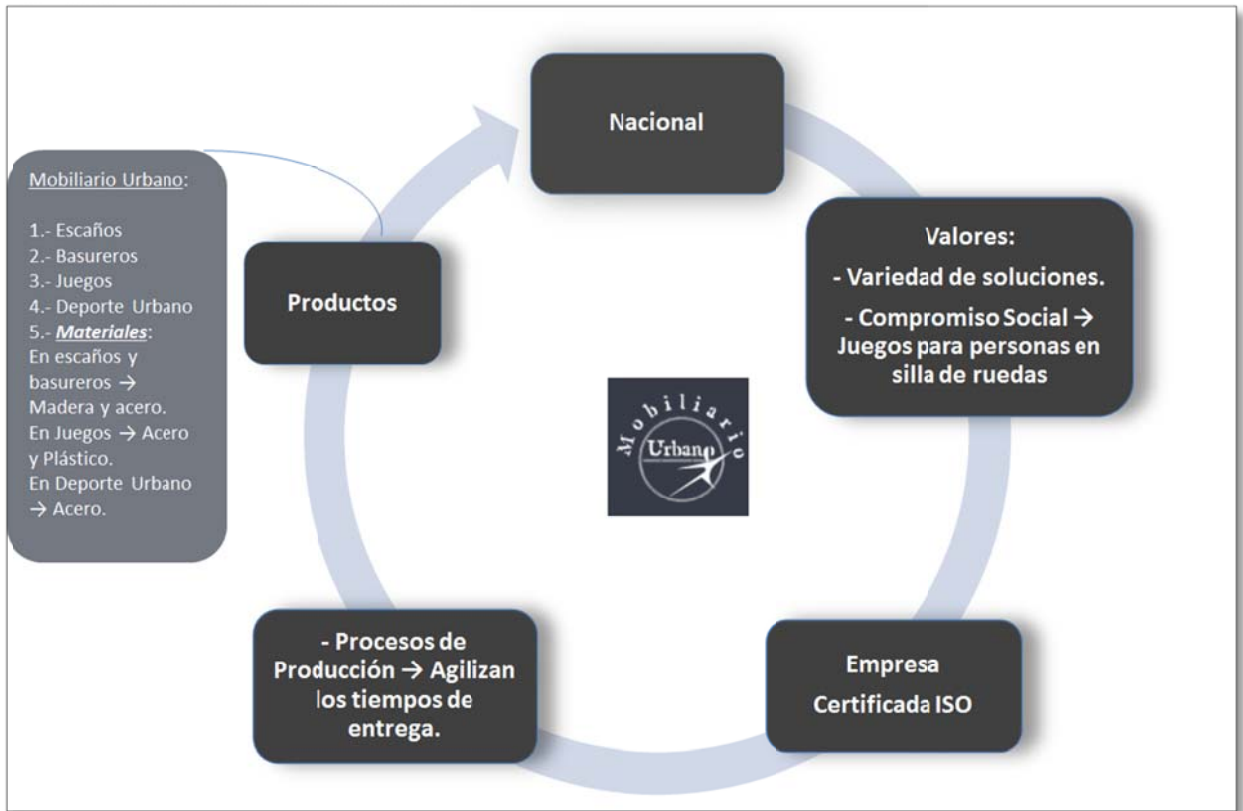 Nacional
Valores:
- Variedad de soluciones.
- Compromiso Social →
Juegos para personas en
silla de ruedas
Empresa
Certificada ISO
- Procesos de
Producción → Agilizan
los tiempos de
entrega.
Productos
Mobiliario Urbano:
1.- Escaños
2.- Basureros
3.- Juegos
4.- Deporte Urbano
5.- Materiales:
En escaños y
basureros →
Madera y acero.
En Juegos → Acero
y Plástico.
En Deporte Urbano
→ Acero.
Mobiliario
Urbano